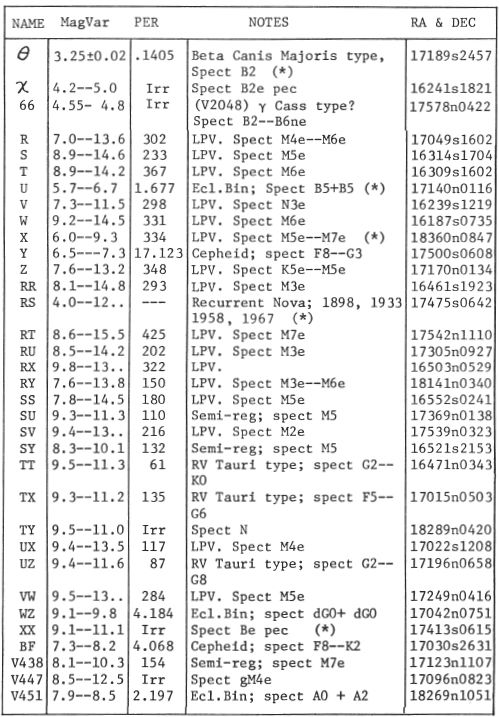 NAME MagVar PER NOTES RA & DEC
θ 3.25±0.02 .1405 Beta Canis Majoris type, 17189s2457
Spect B2 (*)
χ 4.2--5.0 Irr Spect B2e pec 16241s1821
66 4.55- 4.8 Irr (V2048) γ Cass type? 17578n0422
Spect B2--B6ne
R 7.0--13.6 302 LPV. Spect M4e--M6e 17049s1602
S 8.9--14.6 233 LPV. Spect M5e 16314s1704
T 8.9--14.2 367 LPV. Spect M6e 16309s1602
U 5.7--6.7 1.677 Ecl.Bin; Spect B5+B5 (*) 17140n0116
V 7.3--11.5 298 LPV. Spect N3e 16239s1219
W 9.2--14.5 331 LPV. Spect M6e 16187s0735
X 6.0--9.3 334 LPV. Spect M5e--M7e (*) 18360n0847
Y 6.5---7.3 17.123 Cepheid; spect F8--G3 17500s0608
Z 7.6--13.2 348 LPV. Spect K5e--M5e 17170n0134
RR 8.1--14.8 293 LPV. Spect M3e 16461s1923
RS 4.0--12.. --- Recurrent Nova; 1898, 1933 17475s0642
1958, 1967 (*)
RT 8.6--15.5 425 LPV. Spect M7e 17542n1110
RU 8.5--14.2 202 LPV. Spect M3e 17305n0927
RX 9.8--13.. 322 LPV. 16503n0529
RY 7.6--13.8 150 LPV. Spect M3e--M6e 18141n0340
SS 7.8--14.5 180 LPV. Spect M5e 16552s0241
SU 9.3--11.3 110 Semi-reg; spect M5 17369n0138
SV 9.4--13.. 216 LPV. Spect M2e 17539n0323
SY 8.3--10.1 132 Semi-reg; spect M5 16521s2153
TT 9.5--11.3 61 RV Tauri type; spect G2-- 16471n0343
K0
TX 9.3--11.2 135 RV Tauri type; spect F5-- 17015n0503
G6
TY 9.5--11.0 Irr Spect N 18289n0420
UX 9.4--13.5 117 LPV. Spect M4e 17022s1208
UZ 9.4--11.6 87 RV Tauri type; spect G2-- 17196n0658
G8
VW 9.5--13.. 284 LPV. Spect M5e 17249n0416
WZ 9.1--9.8 4.184 Ecl.Bin; spect dG0+ dG0 17042n0751
XX 9.1--11.1 Irr Spect Be pec (*) 17413s0615
BF 7.3--8.2 4.068 Cepheid; spect F8--K2 17030s2631
V438 8.1--10.3 154 Semi-reg; spect M7e 17123n1107
V447 8.5--12.5 Irr Spect gM4e 17096n0823
V451 7.9--8.5 2.197 Ecl.Bin; spect A0 + A2 18269n1051